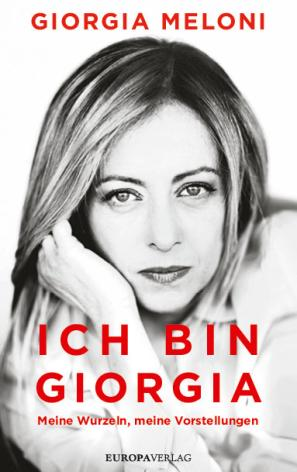 GIORGIA MELONI
ICH BIN
GIORGIA
Meine Wurzeln, meine Vorstellungen
EUROPAVERLAG